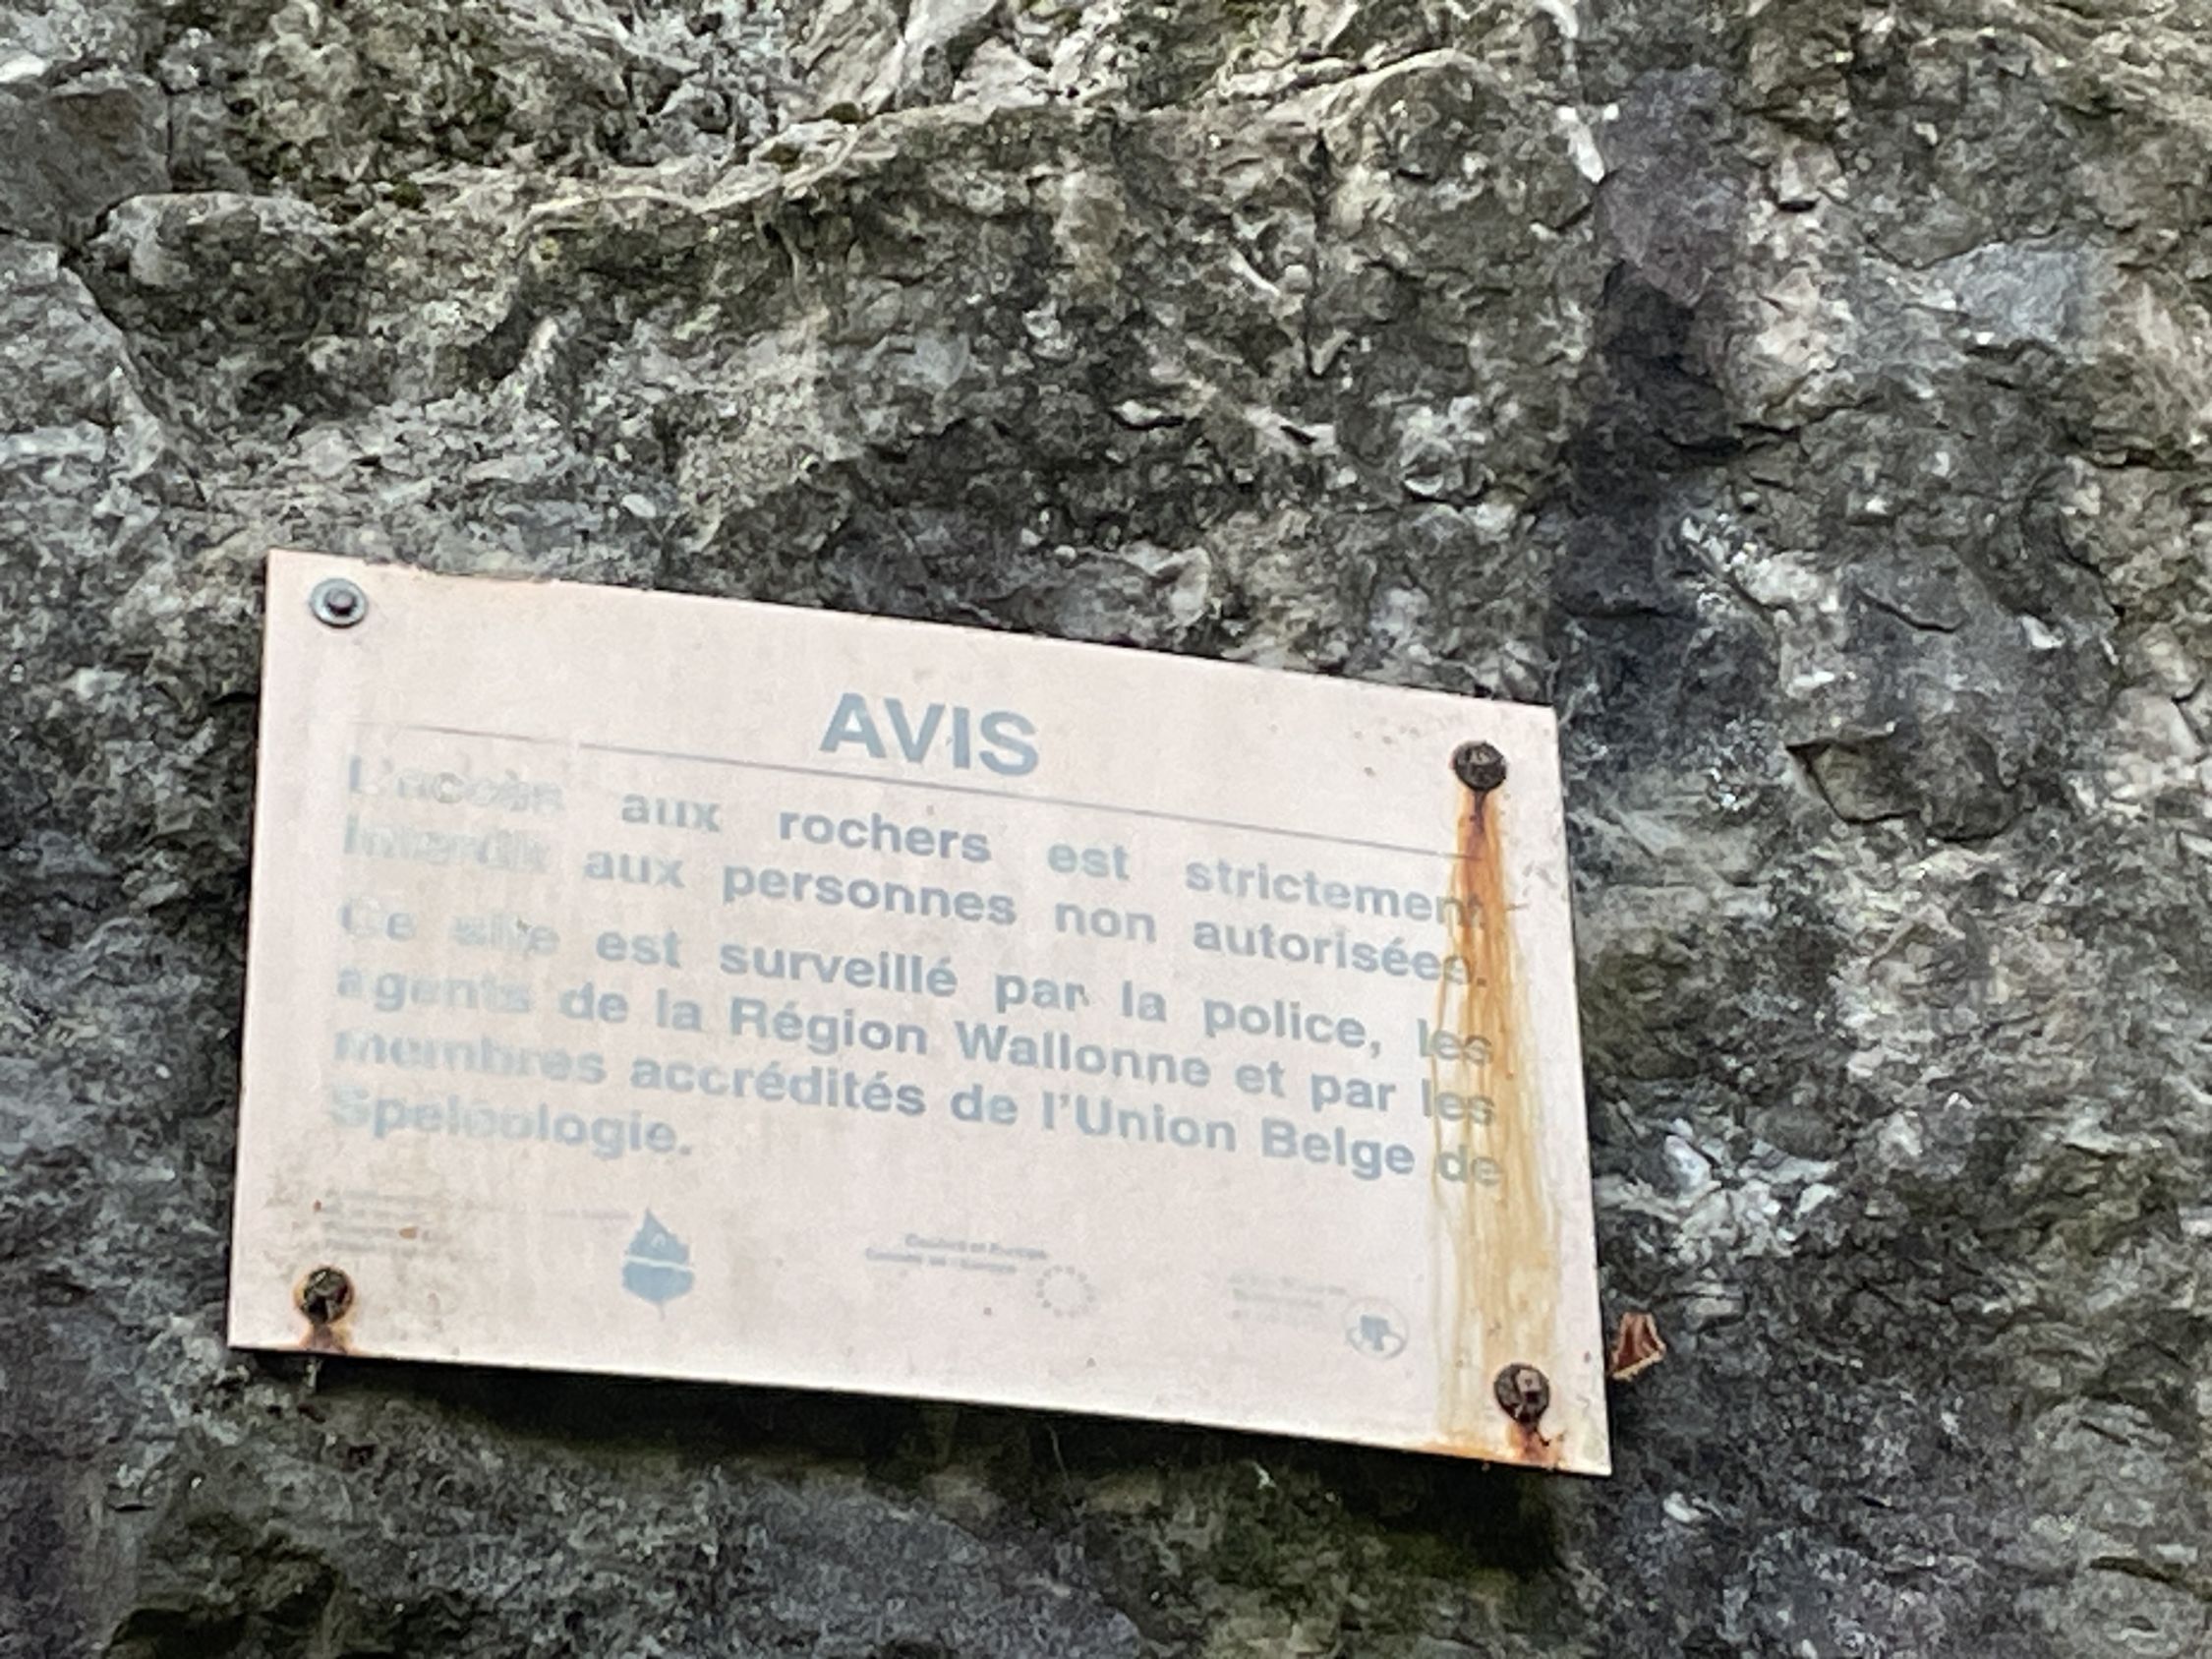 AVIS
L'accès aux rochers est strictement
interdit aux personnes non autorisées.
Ce site est surveillé par la police, les
agents de la Région Wallonne et par les
membres accrédités de l'Union Belge de
Speléologie.